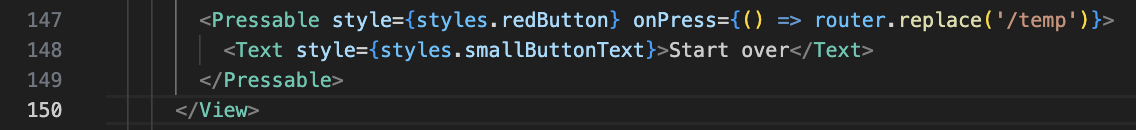 147 <Pressable style={styles.redButton} onPress={() => router.replace('/temp')}>
148 <Text style={styles.smallButtonText}>Start over</Text>
149 </Pressable>
150 </View>